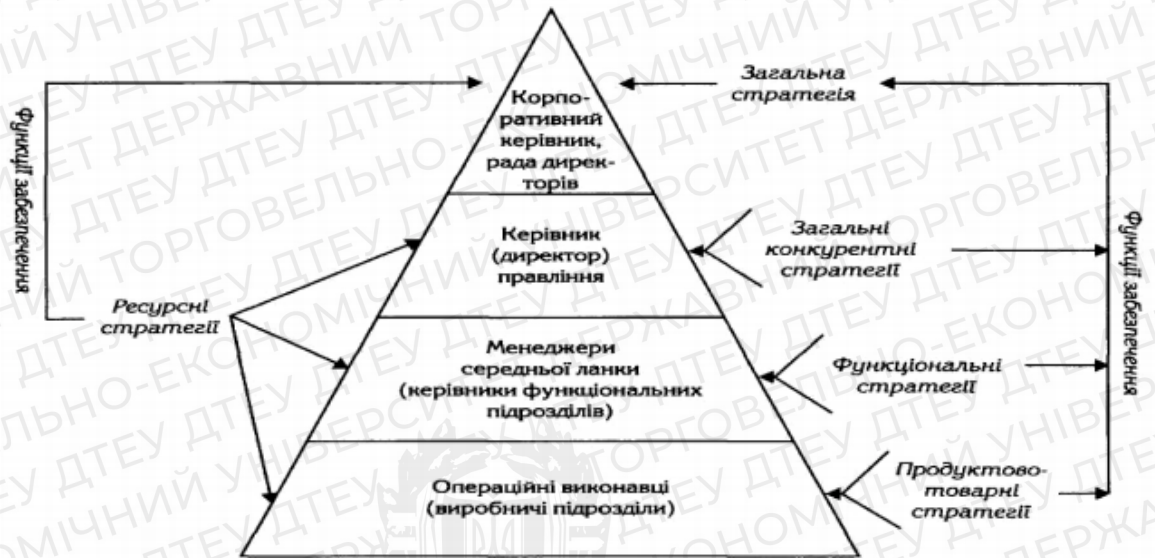 Загальна
стратегія
Корпо-
ративний
керівник,
рада дирек-
торів
Функції забезпечення
Керівник
(директор)
правління
Загальні
конкурентні
стратегії
Функції забезпечення
Ресурсні
стратегії
Менеджери
середньої ланки
(керівники функціональних
підрозділів)
Функціональні
стратегії
Операційні виконавці
(виробничі підрозділи)
Продуктово-
товарні
стратегії